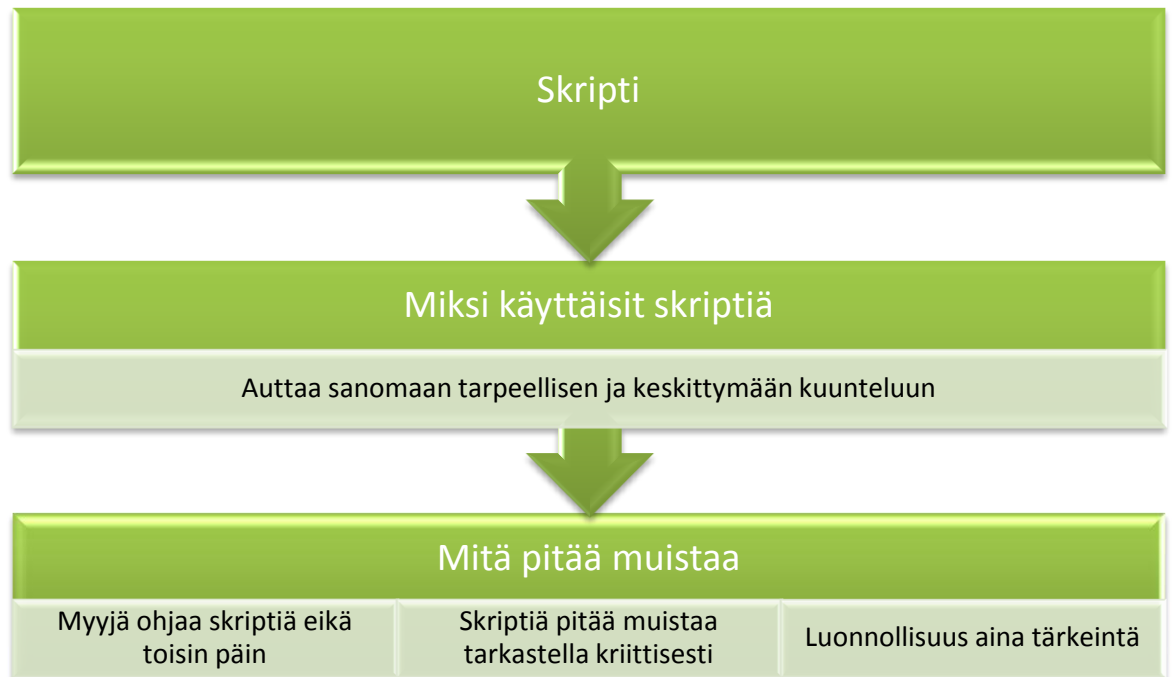 Skripti
Miksi käyttäisit skriptiä
Auttaa sanomaan tarpeellisen ja keskittymään kuunteluun
Mitä pitää muistaa
Myyjä ohjaa skriptiä eikä
toisin päin
Skriptiä pitää muistaa
tarkastella kriittisesti
Luonnollisuus aina tärkeintä